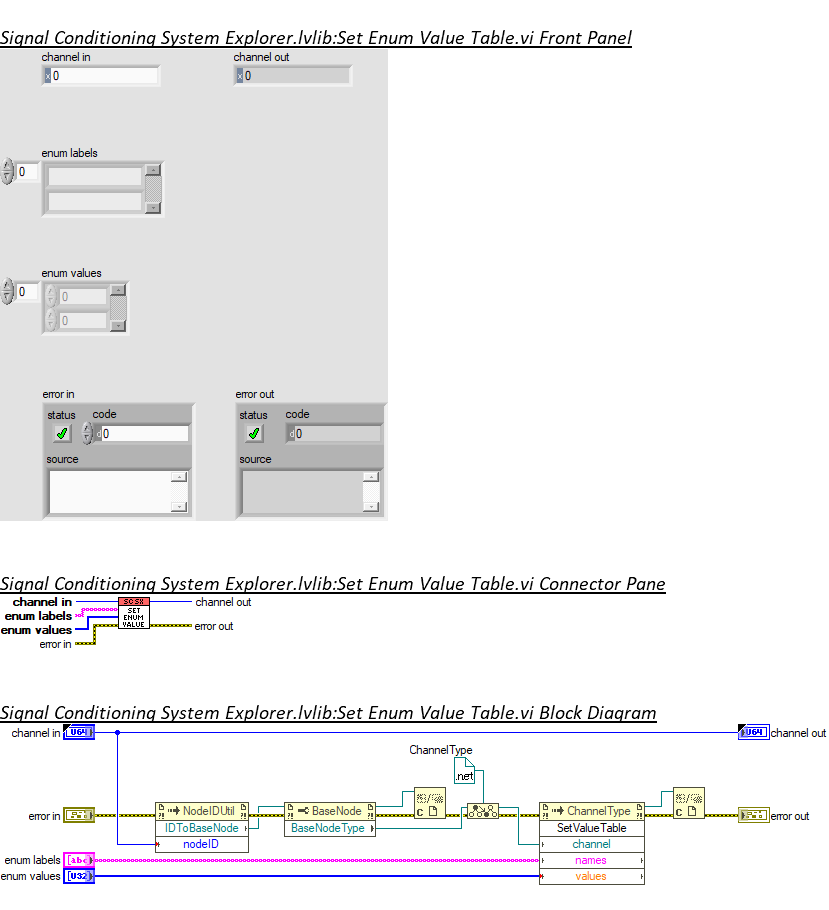 Signal Conditioning System Explorer.lvlib:Set Enum Value Table.vi Front Panel
channel in channel out
x 0 x 0
enum labels
0
enum values
0 0
0
error in error out
status code status code
d 0 d 0
source source
Signal Conditioning System Explorer.lvlib:Set Enum Value Table.vi Connector Pane
channel in SCSX channel out
enum labels SET
enum values ENUM
VALUE error out
error in
Signal Conditioning System Explorer.lvlib:Set Enum Value Table.vi Block Diagram
channel in U64 U64 channel out
ChannelType
.net
error in NodeIDUtil BaseNode ChannelType error out
IDToBaseNode BaseNodeType SetValueTable
nodeID channel
enum labels abc names
enum values U32 values